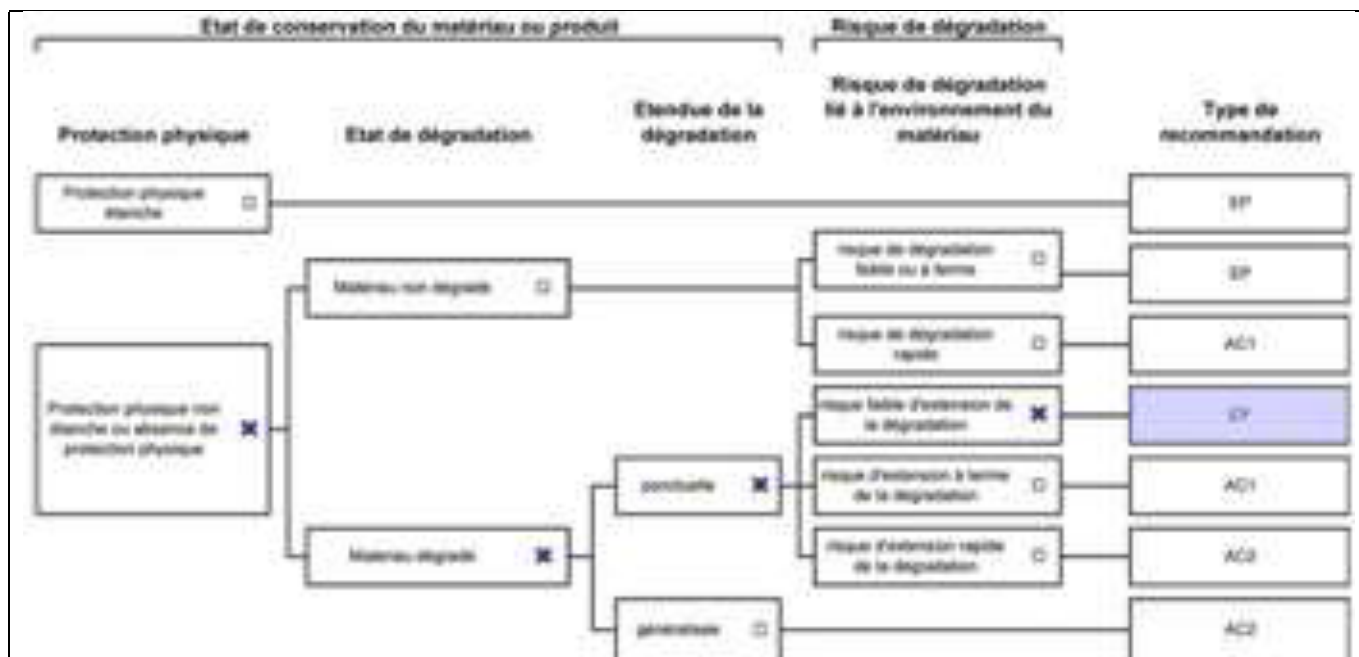 Etat de conservation du matériau ou produit
Risque de dégradation
Protection physique
Etat de dégradation
Étendue de la
dégradation
Risque de dégradation
lié à l'environnement du
matériau
Type de
recommandation
Protection physique
étanche
EP
Matériau non dégradé
risque de dégradation
faible ou à terme
EP
risque de dégradation
rapide
AC1
Protection physique non
étanche ou absence de
protection physique
risque faible d'extension de
la dégradation
ponctuelle
risque d'extension à terme
de la dégradation
AC1
Matériau dégradé
risque d'extension rapide
de la dégradation
AC2
généralisée
AC2